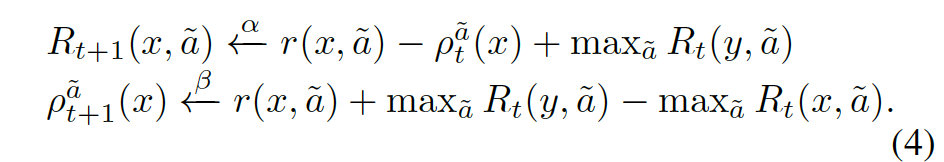 R_{t+1}(x, ã) ←^α r(x, ã) − ρ_t^ã(x) + max_ã R_t(y, ã)
ρ_{t+1}^ã(x) ←^β r(x, ã) + max_ã R_t(y, ã) − max_ã R_t(x, ã).
(4)